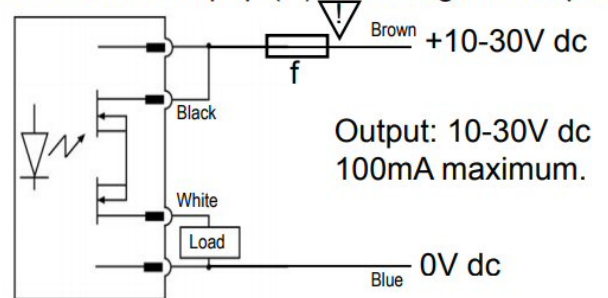 !
Brown +10-30V dc
f
Black
Output: 10-30V dc
100mA maximum.
White
Load
Blue 0V dc